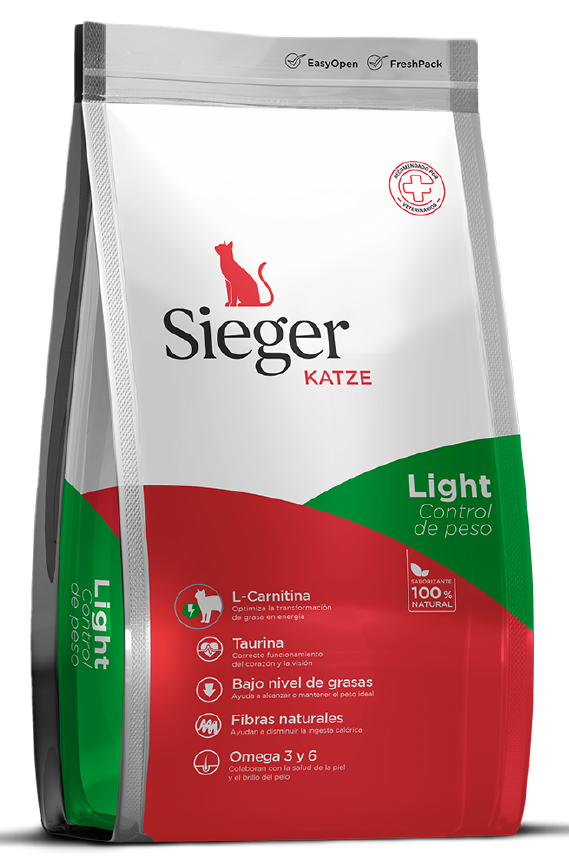 EasyOpen FreshPack
RECOMENDADO POR
VETERINARIOS
Sieger
KATZE
Light
Control
de peso
SABORIZANTE
100%
NATURAL
L-Carnitina
Optimiza la transformación
de grasa en energía
Taurina
Correcto funcionamiento
del corazón y la visión
Bajo nivel de grasas
Ayuda a alcanzar o mantener el peso ideal
Fibras naturales
Ayudan a disminuir la ingesta calórica
Omega 3 y 6
Colaboran con la salud de la piel
y el brillo del pelo
Light
Control
de peso